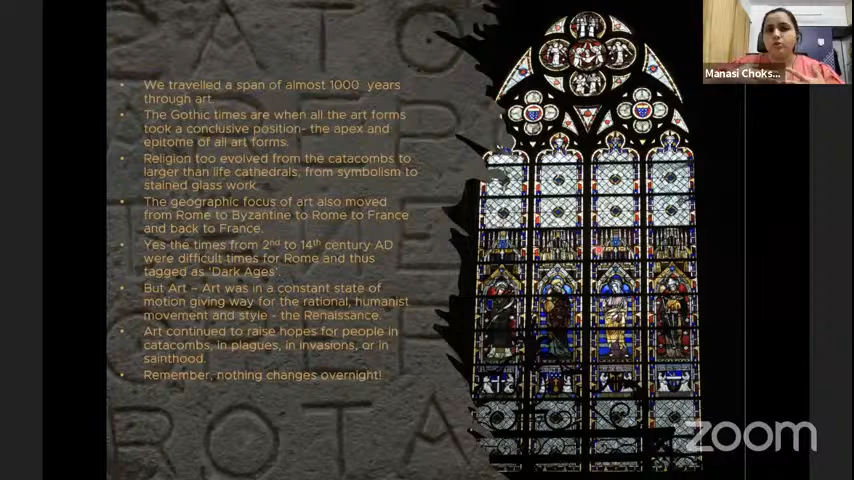 We travelled a span of almost 1000 years
through art.
The Gothic times are when all the art forms
took a conclusive position- the apex and
epitome of all art forms.
Religion too evolved from the catacombs to
larger than life cathedrals, from symbolism to
stained glass work
The geographic focus of art also moved
from Rome to Byzantine to Rome to France
and back to France.
Yes the times from 2nd to 14th century AD
were difficult times for Rome and thus
tagged as 'Dark Ages'.
But Art – Art was in a constant state of
motion giving way for the rational, humanist
movement and style - the Renaissance.
Art continued to raise hopes for people in
catacombs, in plagues, in invasions, or in
sainthood.
Remember, nothing changes overnight!
SATO
ROTA
Manasi Choks...
zoom